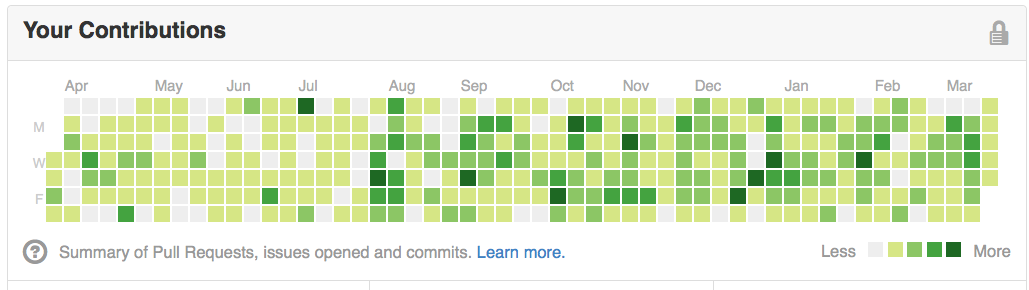 Your Contributions
Apr May Jun Jul Aug Sep Oct Nov Dec Jan Feb Mar
M
W
F
? Summary of Pull Requests, issues opened and commits. Learn more. Less More